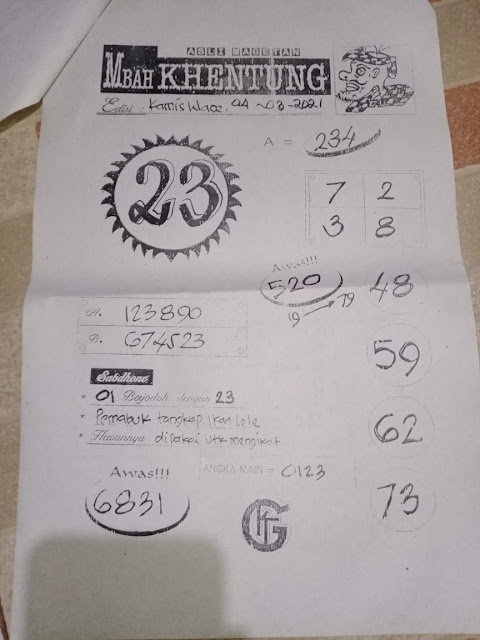 ASLI MAGETAN
MBAH KHENTUNG
Edisi : Kamis Wage, 04-03-2021
A = 234
23
7 2
3 8
Awas!!!
520
19 → 79
48
A. 123890
B. 674523
59
Sabdhone
* 01 Berjodoh dengan 23
* Pemabuk tangkap ikan lele
* Hewannya dipakai utk mengikat
62
Awas!!!
6831
ANGKA MAIN = 0123
73